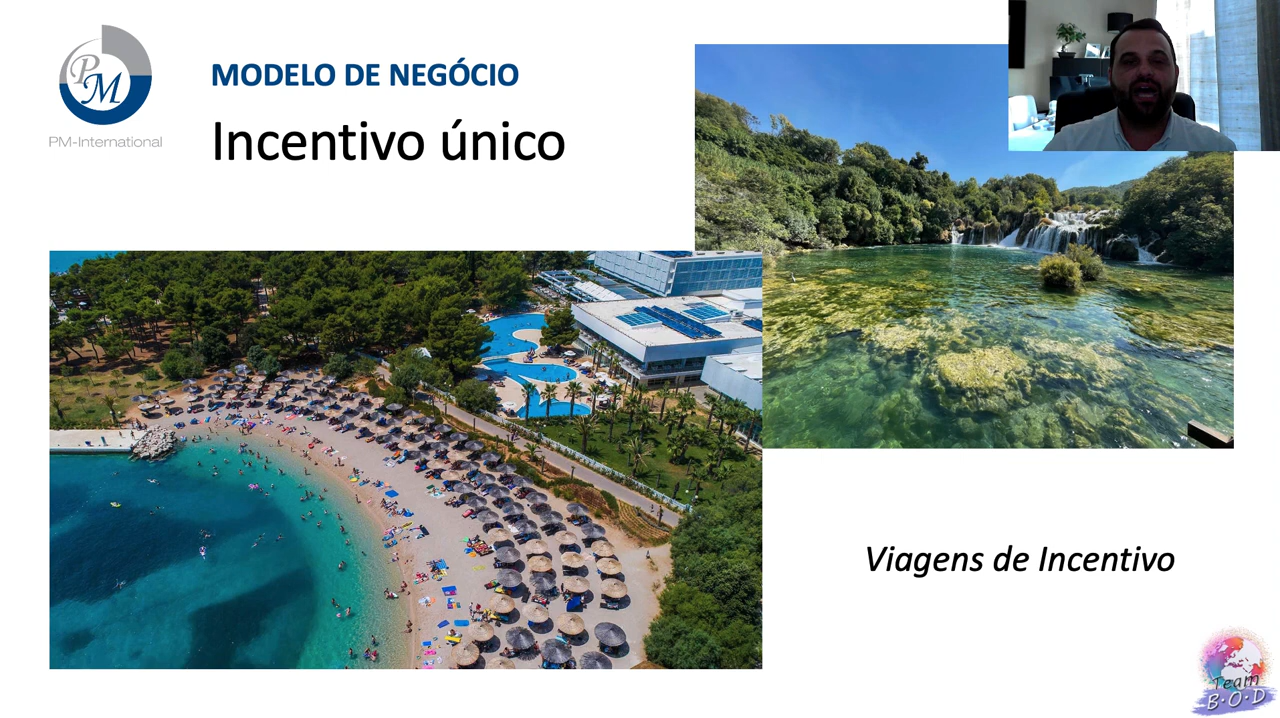 PM
PM-International
MODELO DE NEGÓCIO
Incentivo único
Viagens de Incentivo
Team
B·O·D